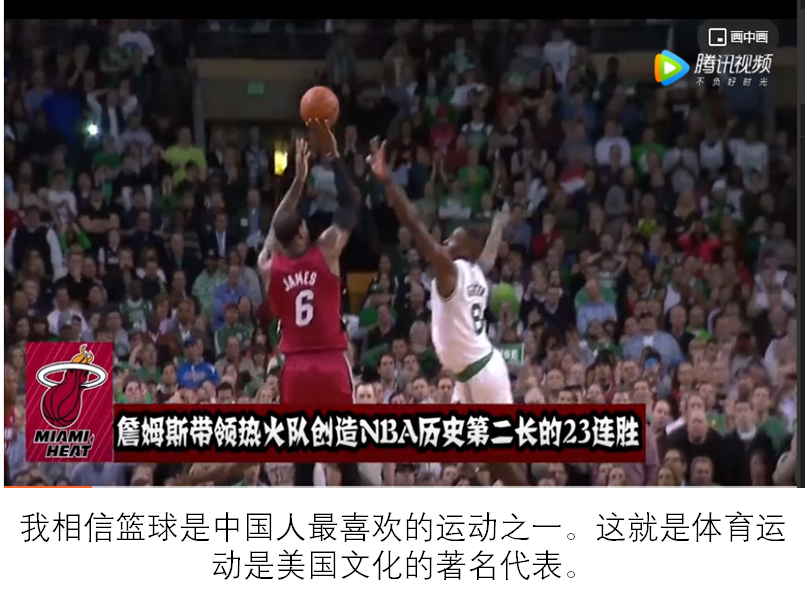 画中画
腾讯视频
不负好时光
JAMES
6
GREEN
8
MIAMI
HEAT
詹姆斯带领热火队创造NBA历史第二长的23连胜
我相信篮球是中国人最喜欢的运动之一。这就是体育运
动是美国文化的著名代表。